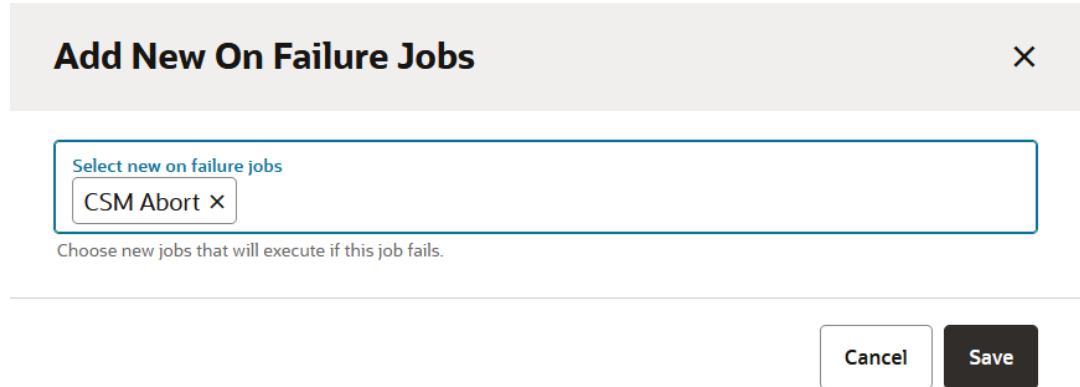 Add New On Failure Jobs
Select new on failure jobs
CSM Abort ×
Choose new jobs that will execute if this job fails.
Cancel Save